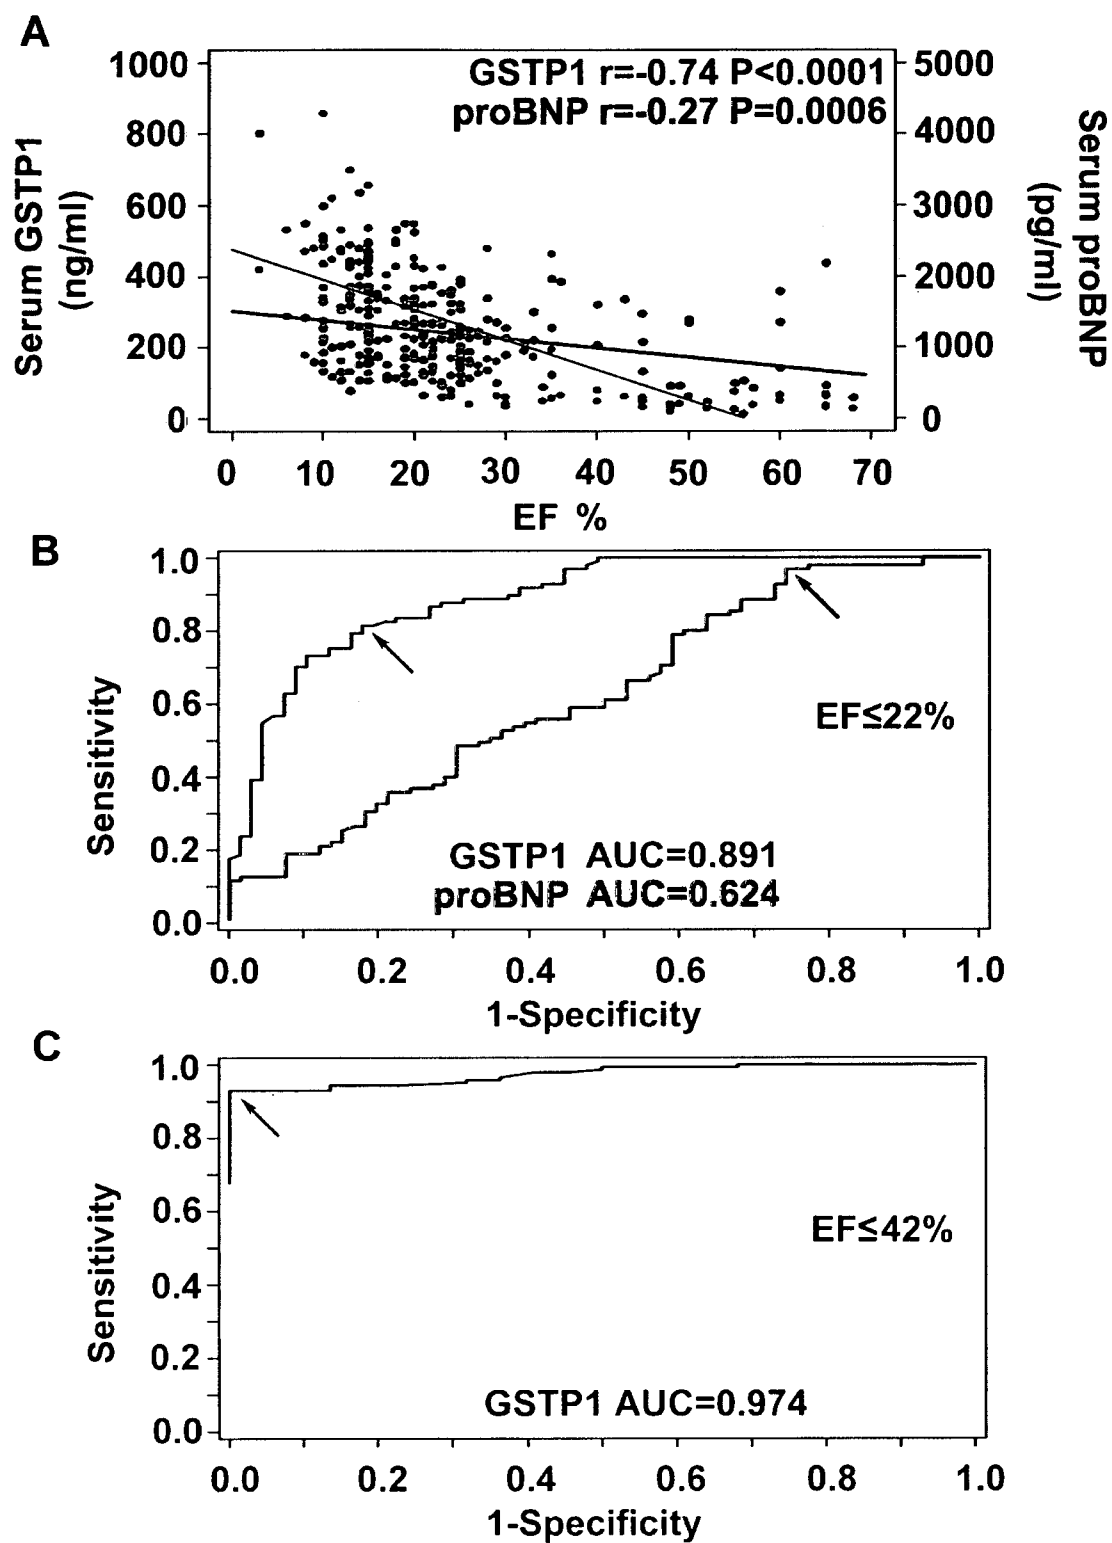 A
GSTP1 r=-0.74 P<0.0001
proBNP r=-0.27 P=0.0006
Serum GSTP1
(ng/ml)
1000
800
600
400
200
0
5000
4000
3000
2000
1000
0
Serum proBNP
(pg/ml)
0 10 20 30 40 50 60 70
EF %
B
Sensitivity
1.0
0.8
0.6
0.4
0.2
0.0
EF≤22%
GSTP1 AUC=0.891
proBNP AUC=0.624
0.0 0.2 0.4 0.6 0.8 1.0
1-Specificity
C
Sensitivity
1.0
0.8
0.6
0.4
0.2
0.0
EF≤42%
GSTP1 AUC=0.974
0.0 0.2 0.4 0.6 0.8 1.0
1-Specificity